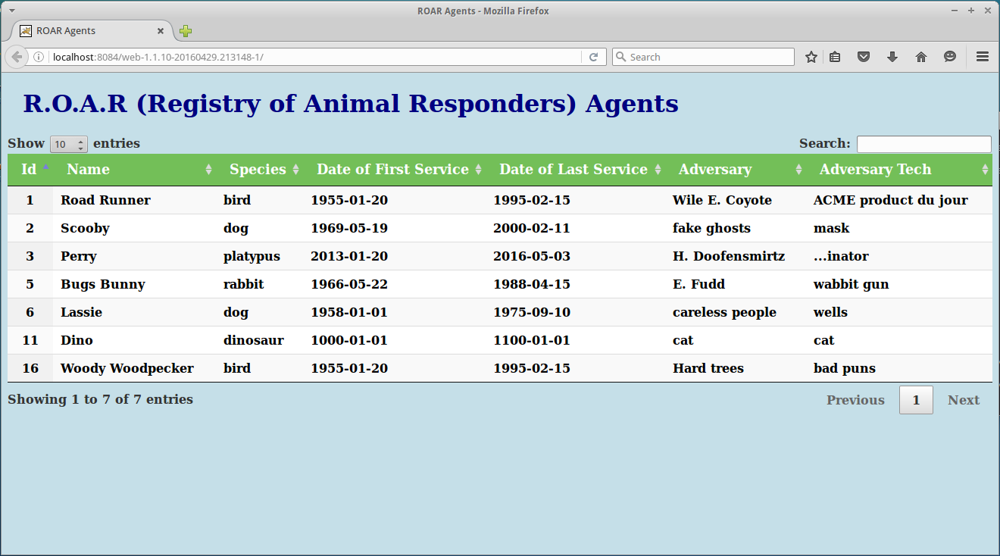 ROAR Agents - Mozilla Firefox
ROAR Agents
localhost:8084/web-1.1.10-20160429.213148-1/ Search
R.O.A.R (Registry of Animal Responders) Agents
Show 10 entries Search:
Id Name Species Date of First Service Date of Last Service Adversary Adversary Tech
1 Road Runner bird 1955-01-20 1995-02-15 Wile E. Coyote ACME product du jour
2 Scooby dog 1969-05-19 2000-02-11 fake ghosts mask
3 Perry platypus 2013-01-20 2016-05-03 H. Doofensmirtz ...inator
5 Bugs Bunny rabbit 1966-05-22 1988-04-15 E. Fudd wabbit gun
6 Lassie dog 1958-01-01 1975-09-10 careless people wells
11 Dino dinosaur 1000-01-01 1100-01-01 cat cat
16 Woody Woodpecker bird 1955-01-20 1995-02-15 Hard trees bad puns
Showing 1 to 7 of 7 entries Previous 1 Next